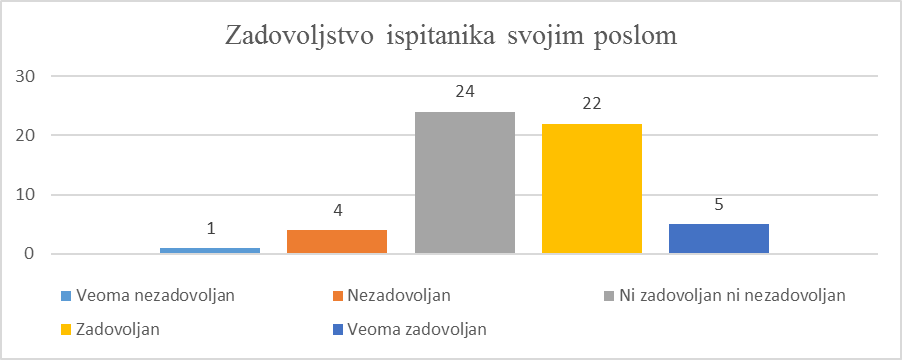 Zadovoljstvo ispitanika svojim poslom
30
20
10
0
1
4
24
22
5
Veoma nezadovoljan
Nezadovoljan
Ni zadovoljan ni nezadovoljan
Zadovoljan
Veoma zadovoljan